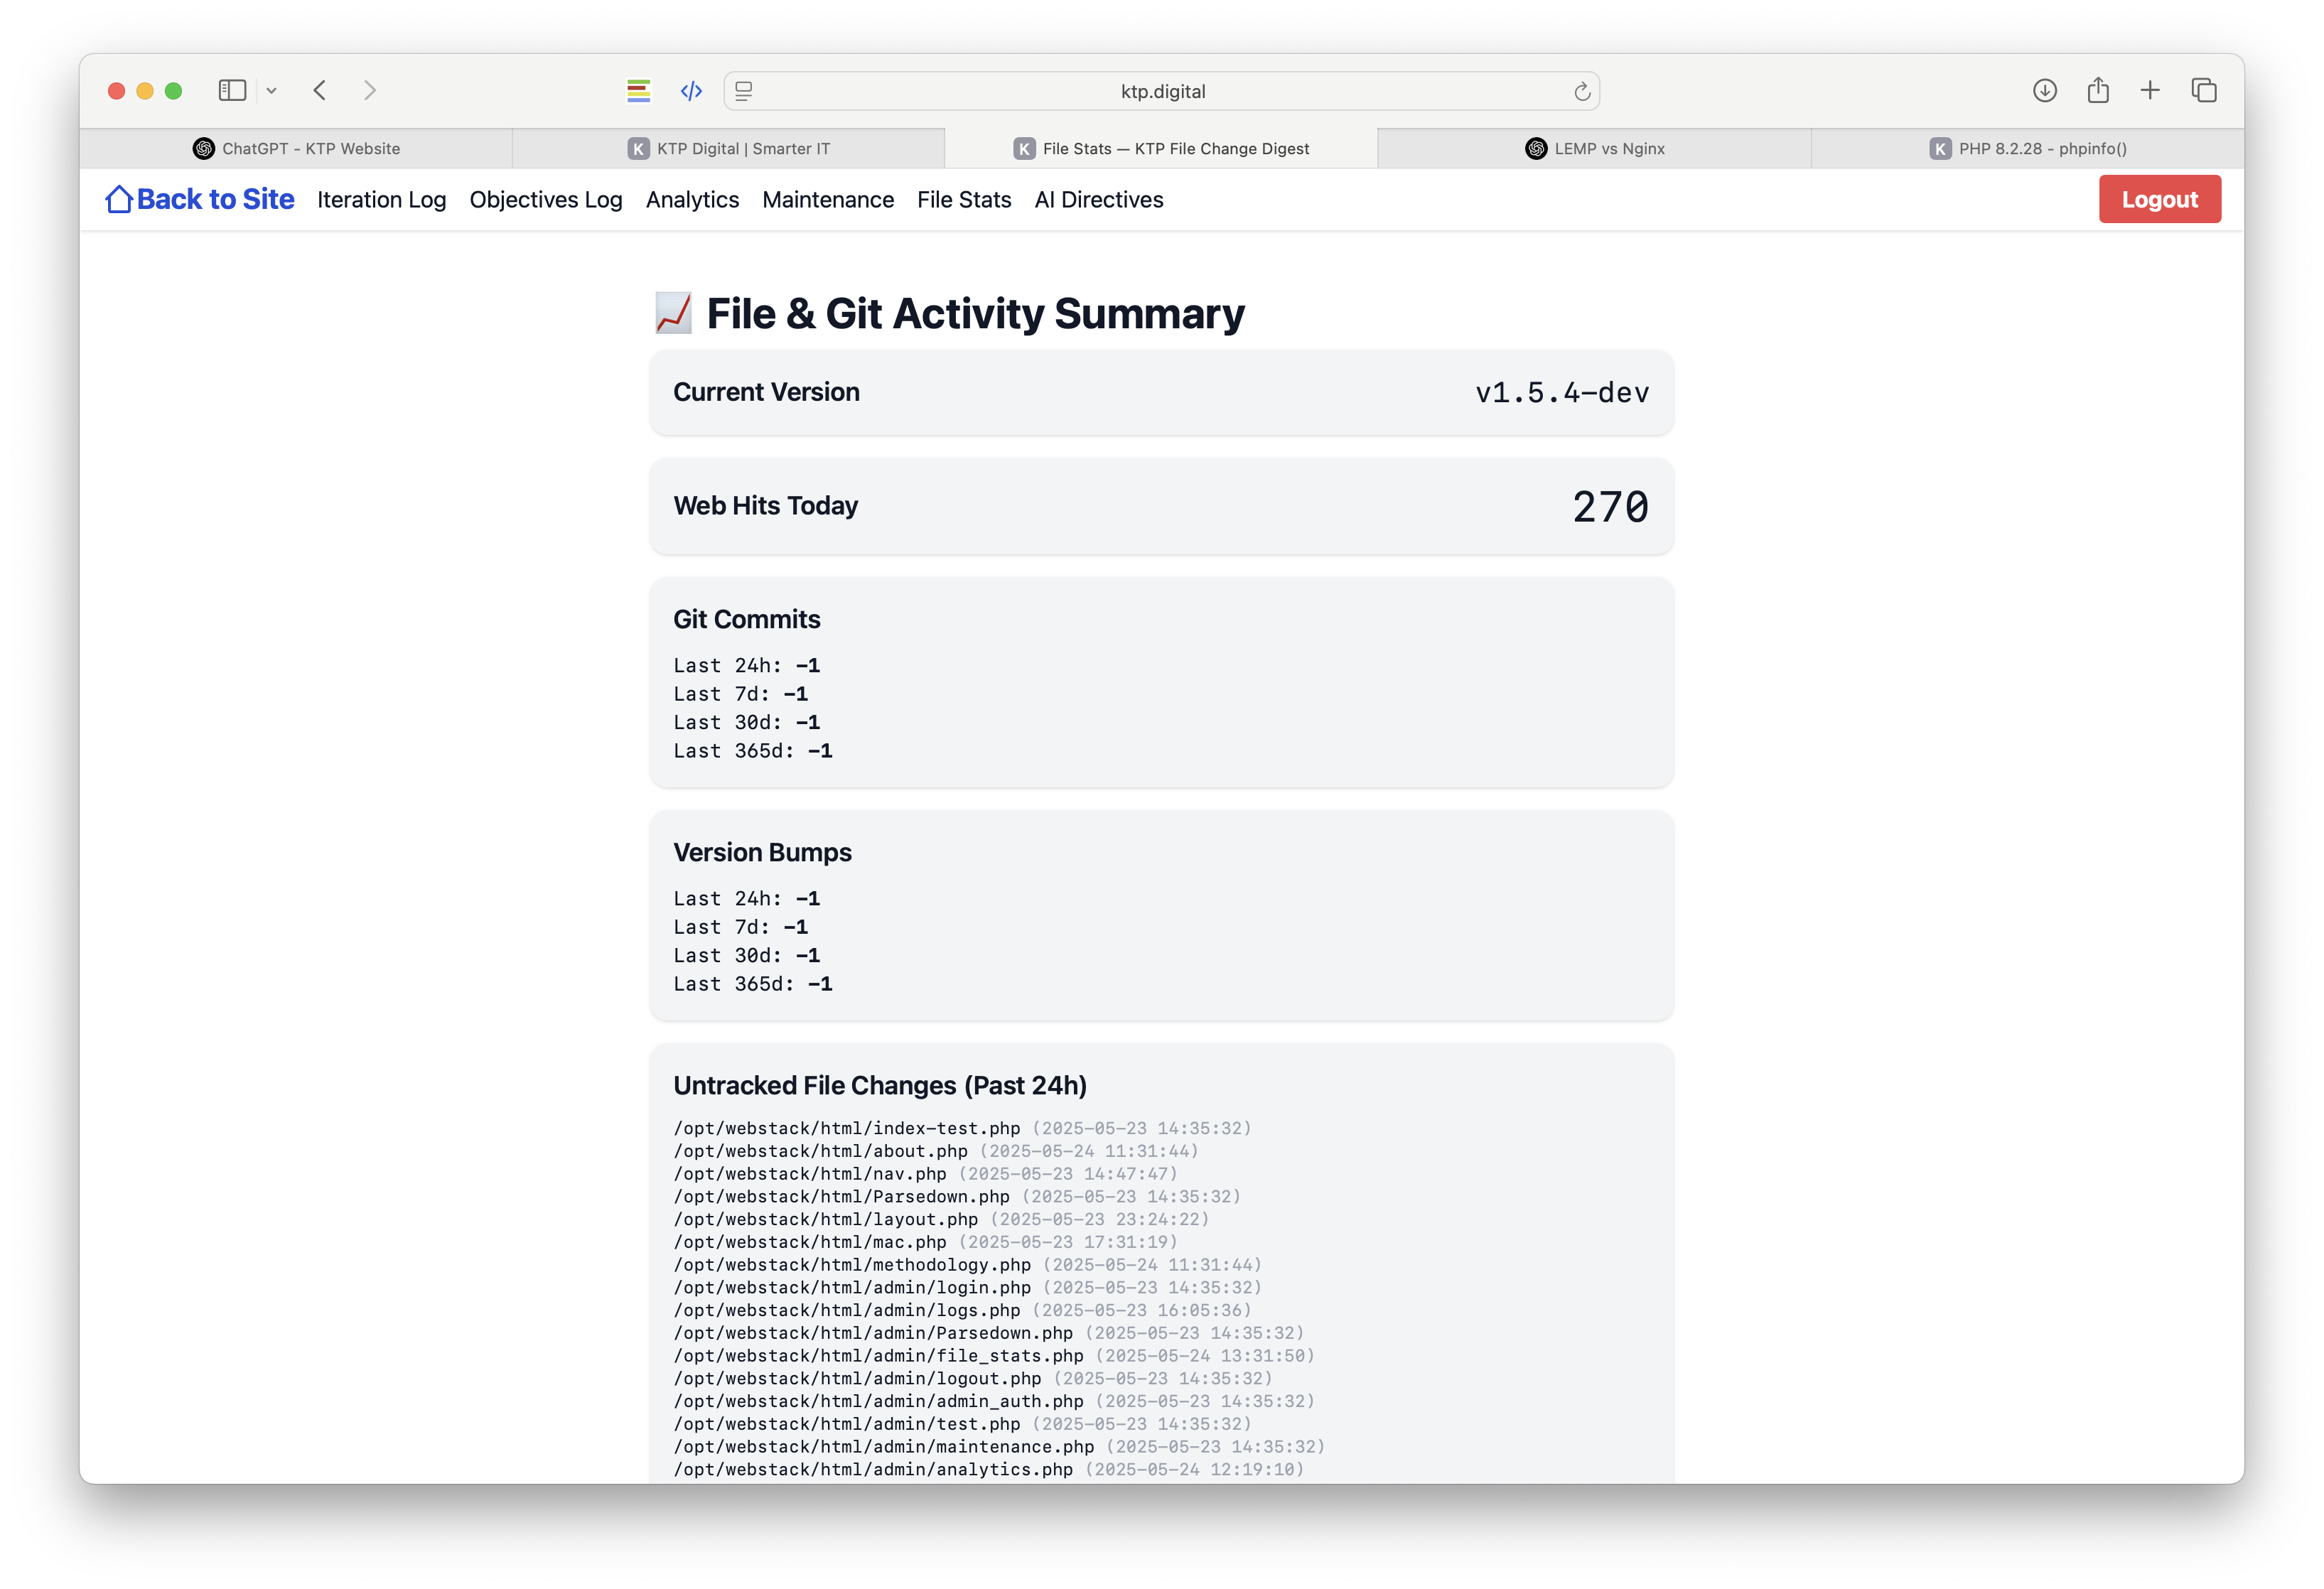 ktp.digital
ChatGPT - KTP Website
K KTP Digital | Smarter IT
K File Stats — KTP File Change Digest
LEMP vs Nginx
K PHP 8.2.28 - phpinfo()
Back to Site Iteration Log Objectives Log Analytics Maintenance File Stats AI Directives Logout
File & Git Activity Summary
Current Version v1.5.4-dev
Web Hits Today 270
Git Commits
Last 24h: -1
Last 7d: -1
Last 30d: -1
Last 365d: -1
Version Bumps
Last 24h: -1
Last 7d: -1
Last 30d: -1
Last 365d: -1
Untracked File Changes (Past 24h)
/opt/webstack/html/index-test.php (2025-05-23 14:35:32)
/opt/webstack/html/about.php (2025-05-24 11:31:44)
/opt/webstack/html/nav.php (2025-05-23 14:47:47)
/opt/webstack/html/Parsedown.php (2025-05-23 14:35:32)
/opt/webstack/html/layout.php (2025-05-23 23:24:22)
/opt/webstack/html/mac.php (2025-05-23 17:31:19)
/opt/webstack/html/methodology.php (2025-05-24 11:31:44)
/opt/webstack/html/admin/login.php (2025-05-23 14:35:32)
/opt/webstack/html/admin/logs.php (2025-05-23 16:05:36)
/opt/webstack/html/admin/Parsedown.php (2025-05-23 14:35:32)
/opt/webstack/html/admin/file_stats.php (2025-05-24 13:31:50)
/opt/webstack/html/admin/logout.php (2025-05-23 14:35:32)
/opt/webstack/html/admin/admin_auth.php (2025-05-23 14:35:32)
/opt/webstack/html/admin/test.php (2025-05-23 14:35:32)
/opt/webstack/html/admin/maintenance.php (2025-05-23 14:35:32)
/opt/webstack/html/admin/analytics.php (2025-05-24 12:19:10)